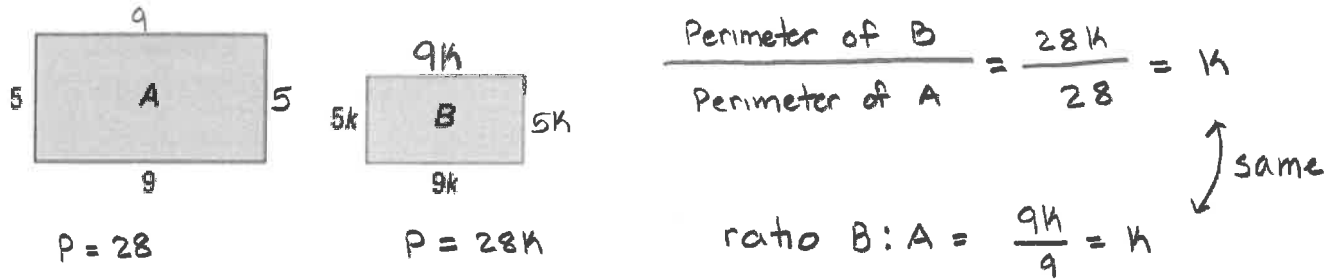 9
5 A 5
9
P = 28
9k
5k B 5k
9k
P = 28k
Perimeter of B / Perimeter of A = 28k / 28 = k
same
ratio B : A = 9k / 9 = k